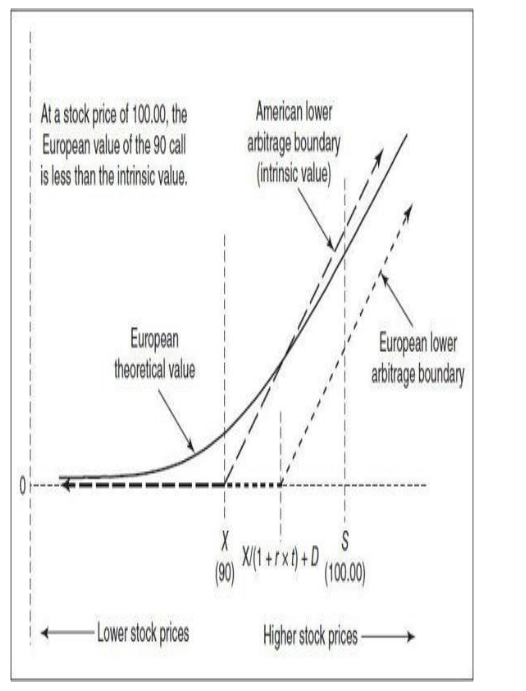 At a stock price of 100.00, the
European value of the 90 call
is less than the intrinsic value.
American lower
arbitrage boundary
(intrinsic value)
European
theoretical value
European lower
arbitrage boundary
0
X
(90)
X/(1 + r × t) + D
S
(100.00)
Lower stock prices
Higher stock prices